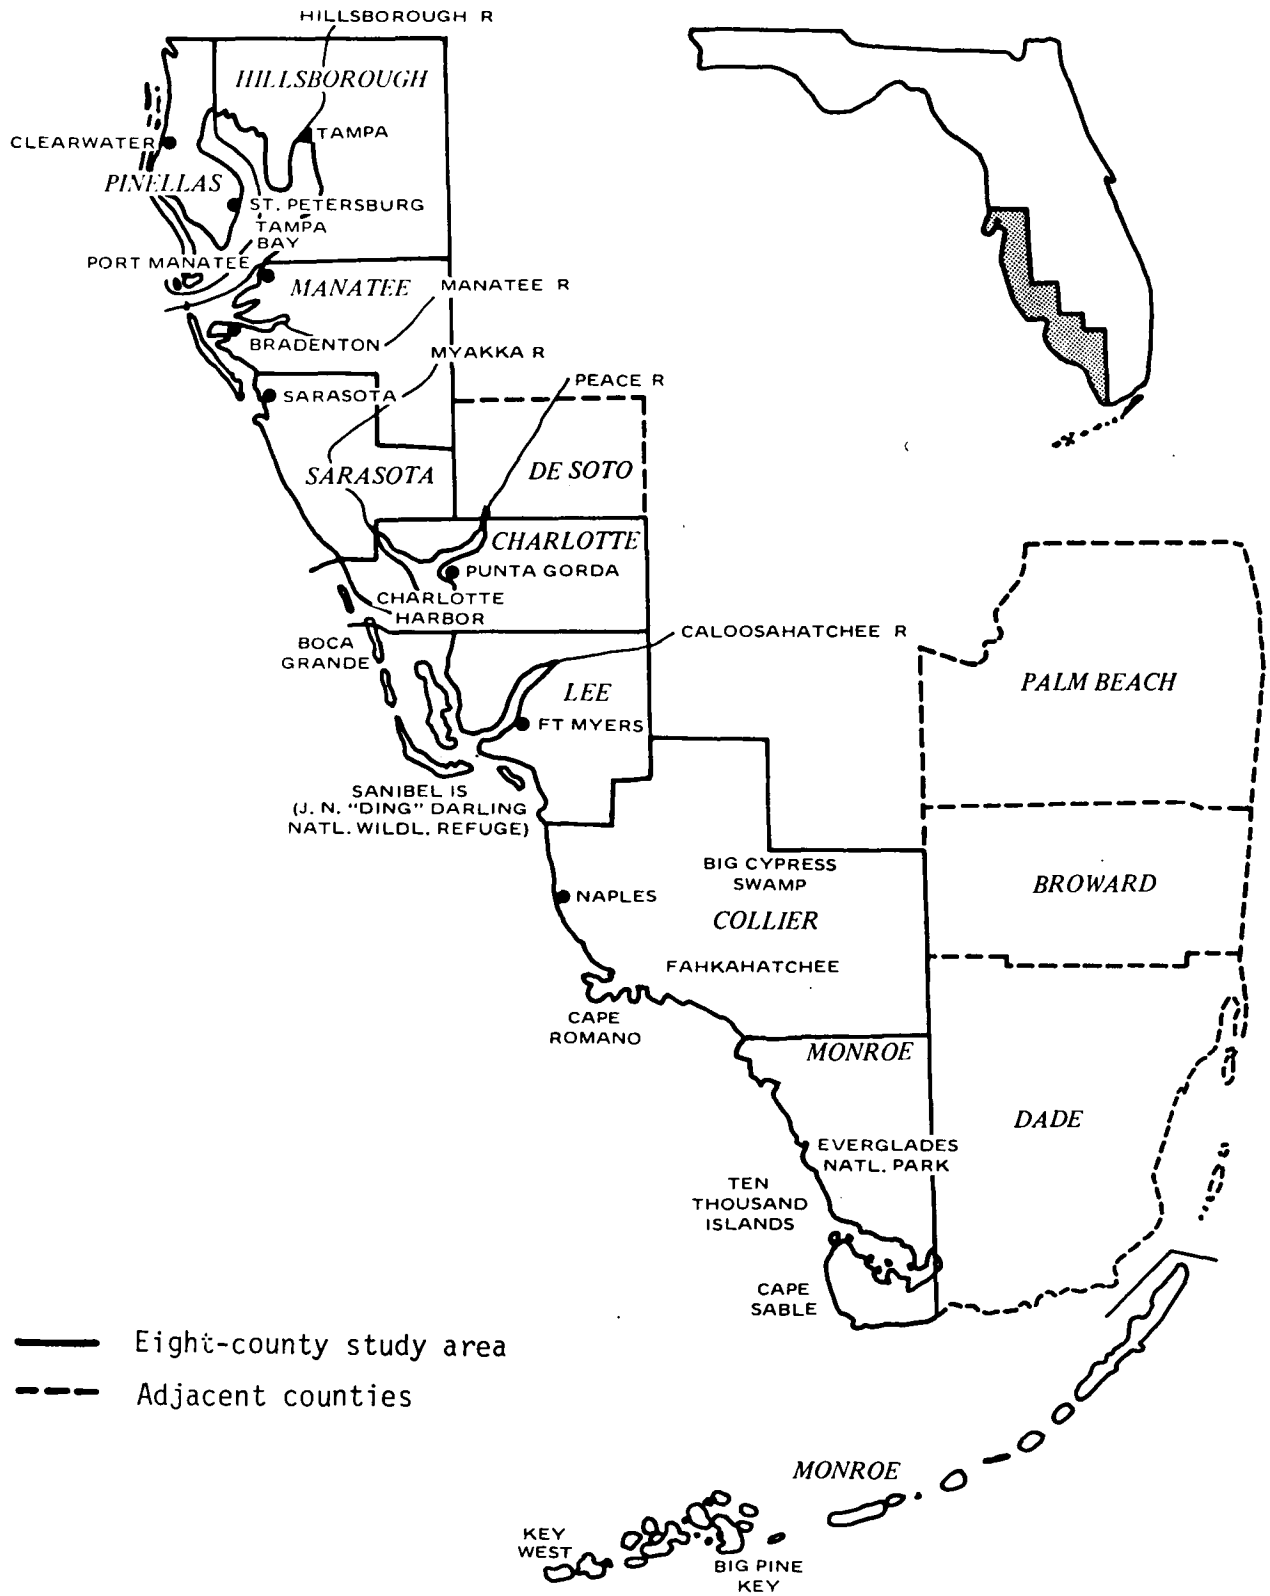 HILLSBOROUGH R
HILLSBOROUGH
TAMPA
CLEARWATER
PINELLAS
ST. PETERSBURG
TAMPA
BAY
PORT MANATEE
MANATEE
MANATEE R
BRADENTON
MYAKKA R
PEACE R
SARASOTA
SARASOTA
DE SOTO
CHARLOTTE
PUNTA GORDA
CHARLOTTE
HARBOR
BOCA
GRANDE
CALOOSAHATCHEE R
LEE
FT MYERS
PALM BEACH
SANIBEL IS
(J. N. "DING" DARLING
NATL. WILDL. REFUGE)
BIG CYPRESS
SWAMP
BROWARD
NAPLES
COLLIER
FAHKAHATCHEE
CAPE
ROMANO
MONROE
DADE
EVERGLADES
NATL. PARK
TEN
THOUSAND
ISLANDS
CAPE
SABLE
Eight-county study area
Adjacent counties
MONROE
KEY
WEST
BIG PINE
KEY